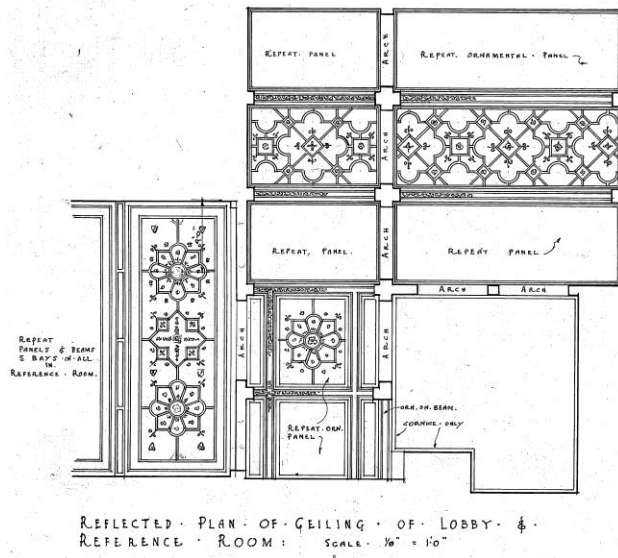 REPEAT. PANEL
ARCH
REPEAT. ORNAMENTAL. PANEL
ARCH
ARCH
REPEAT, PANEL.
REPEAT PANEL
ARCH
ARCH
ARCH
ARCH
REPEAT
PANELS & BEAMS
5 BAYS IN ALL
IN
REFERENCE. ROOM.
ORN. ON. BEAM.
CORNICE. ONLY
REPEAT. ORN.
PANEL
REFLECTED. PLAN. OF. CEILING. OF. LOBBY. &.
REFERENCE. ROOM: SCALE. 1/8" = 1'0"